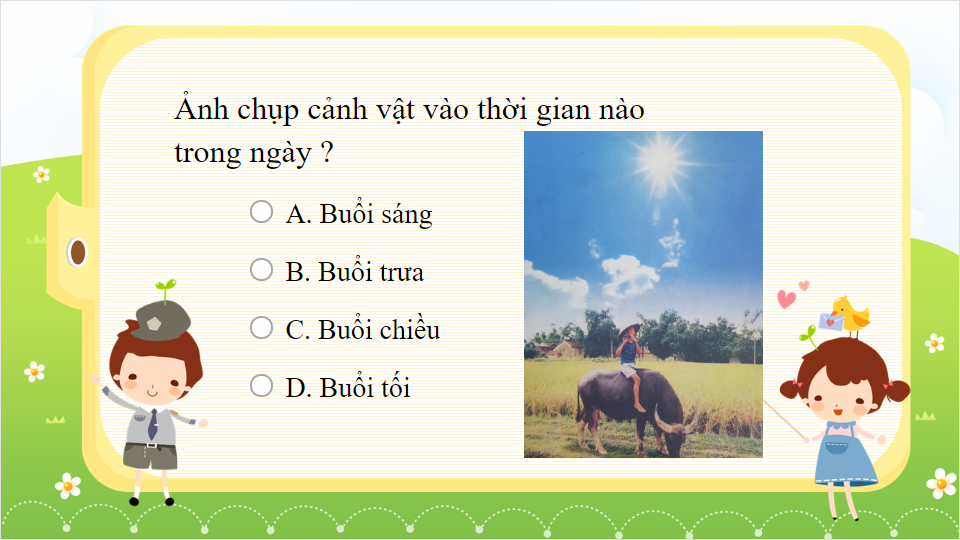 Ảnh chụp cảnh vật vào thời gian nào
trong ngày ?
A. Buổi sáng
B. Buổi trưa
C. Buổi chiều
D. Buổi tối